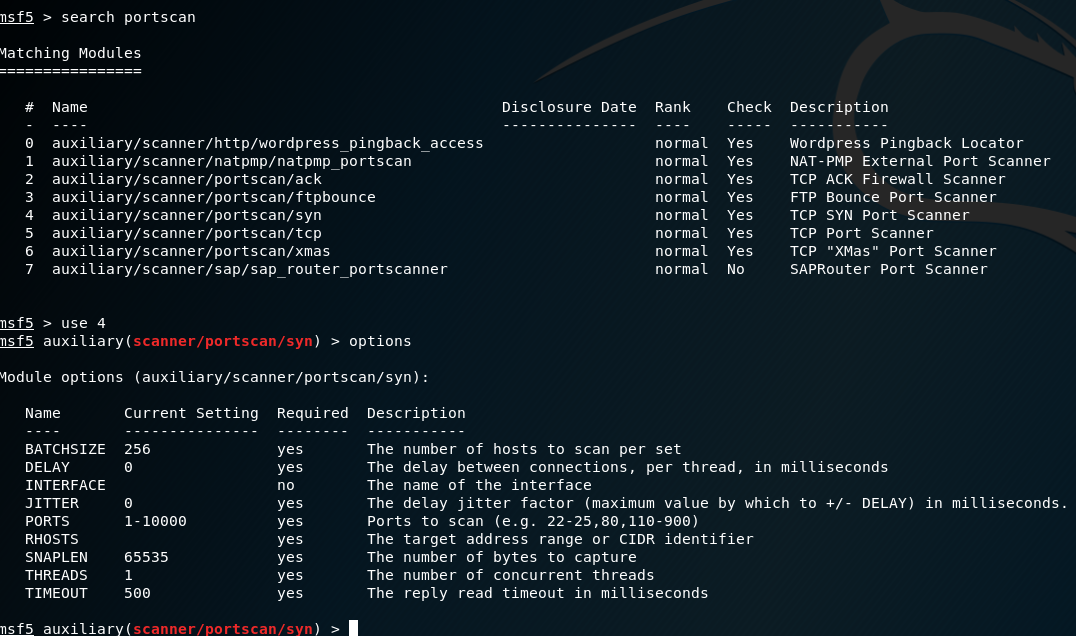 msf5 > search portscan
Matching Modules
================
#  Name                                              Disclosure Date  Rank    Check  Description
-  ----                                              ---------------  ----    -----  -----------
0  auxiliary/scanner/http/wordpress_pingback_access                   normal  Yes    Wordpress Pingback Locator
1  auxiliary/scanner/natpmp/natpmp_portscan                           normal  Yes    NAT-PMP External Port Scanner
2  auxiliary/scanner/portscan/ack                                     normal  Yes    TCP ACK Firewall Scanner
3  auxiliary/scanner/portscan/ftpbounce                               normal  Yes    FTP Bounce Port Scanner
4  auxiliary/scanner/portscan/syn                                     normal  Yes    TCP SYN Port Scanner
5  auxiliary/scanner/portscan/tcp                                     normal  Yes    TCP Port Scanner
6  auxiliary/scanner/portscan/xmas                                    normal  Yes    TCP "XMas" Port Scanner
7  auxiliary/scanner/sap/sap_router_portscanner                       normal  No     SAPRouter Port Scanner
msf5 > use 4
msf5 auxiliary(scanner/portscan/syn) > options
Module options (auxiliary/scanner/portscan/syn):
Name       Current Setting  Required  Description
----       ---------------  --------  -----------
BATCHSIZE  256              yes       The number of hosts to scan per set
DELAY      0                yes       The delay between connections, per thread, in milliseconds
INTERFACE                   no        The name of the interface
JITTER     0                yes       The delay jitter factor (maximum value by which to +/- DELAY) in milliseconds.
PORTS      1-10000          yes       Ports to scan (e.g. 22-25,80,110-900)
RHOSTS                      yes       The target address range or CIDR identifier
SNAPLEN    65535            yes       The number of bytes to capture
THREADS    1                yes       The number of concurrent threads
TIMEOUT    500              yes       The reply read timeout in milliseconds
msf5 auxiliary(scanner/portscan/syn) >